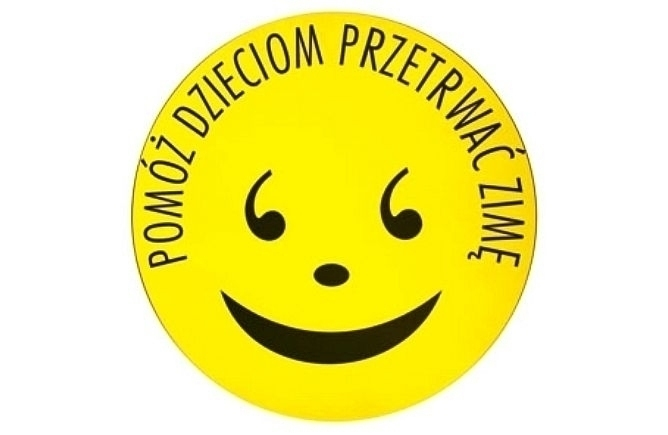 POMÓŻ DZIECIOM PRZETRWAĆ ZIMĘ